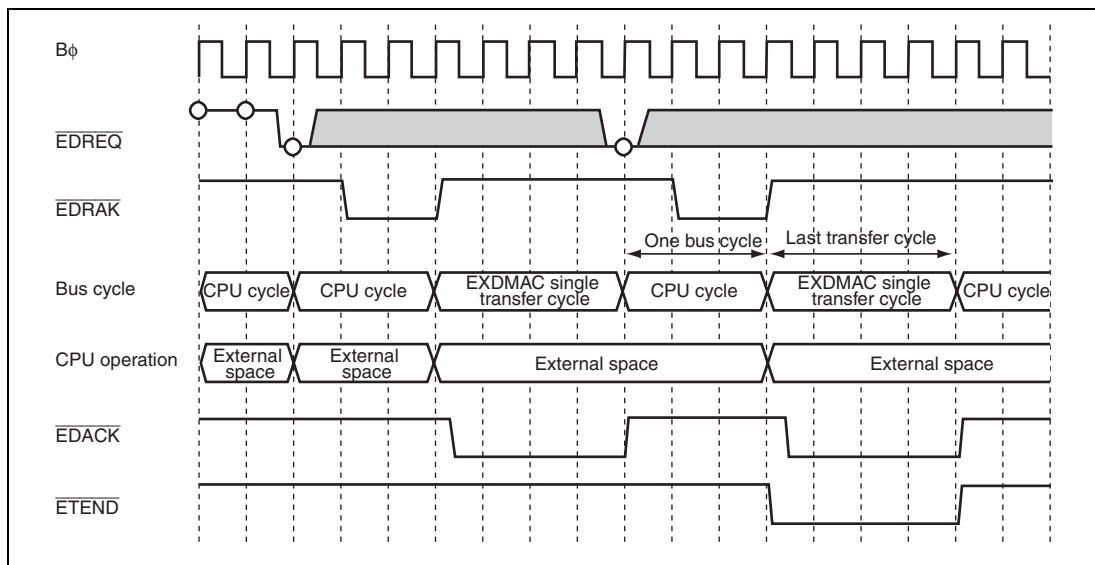 Bϕ
EDREQ
EDRAK
One bus cycle
Last transfer cycle
Bus cycle
CPU cycle
CPU cycle
EXDMAC single
transfer cycle
CPU cycle
EXDMAC single
transfer cycle
CPU cycle
CPU operation
External
space
External
space
External space
External space
EDACK
ETEND